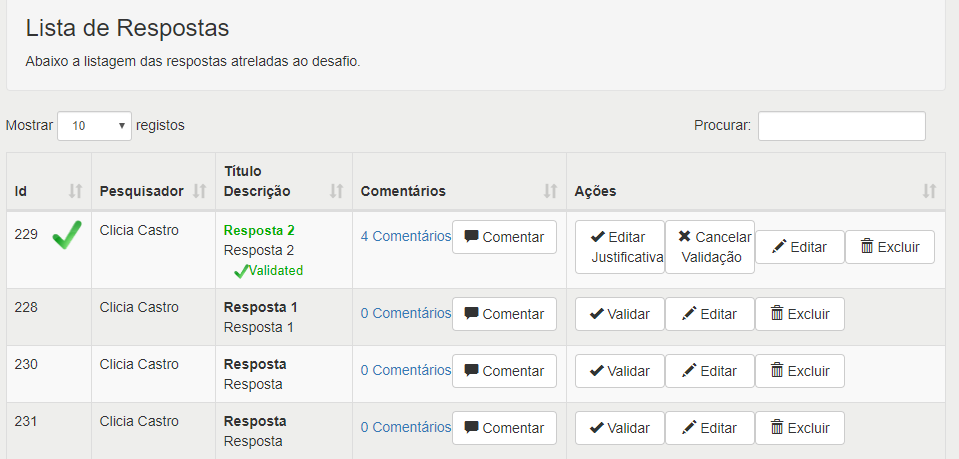 Lista de Respostas
Abaixo a listagem das respostas atreladas ao desafio.
Mostrar 10 registos Procurar:
Id Pesquisador Título Descrição Comentários Ações
229 Clicia Castro Resposta 2 4 Comentários Comentar Editar Justificativa Cancelar Validação Editar Excluir
Resposta 2
Validated
228 Clicia Castro Resposta 1 0 Comentários Comentar Validar Editar Excluir
Resposta 1
230 Clicia Castro Resposta 0 Comentários Comentar Validar Editar Excluir
Resposta
231 Clicia Castro Resposta 0 Comentários Comentar Validar Editar Excluir
Resposta